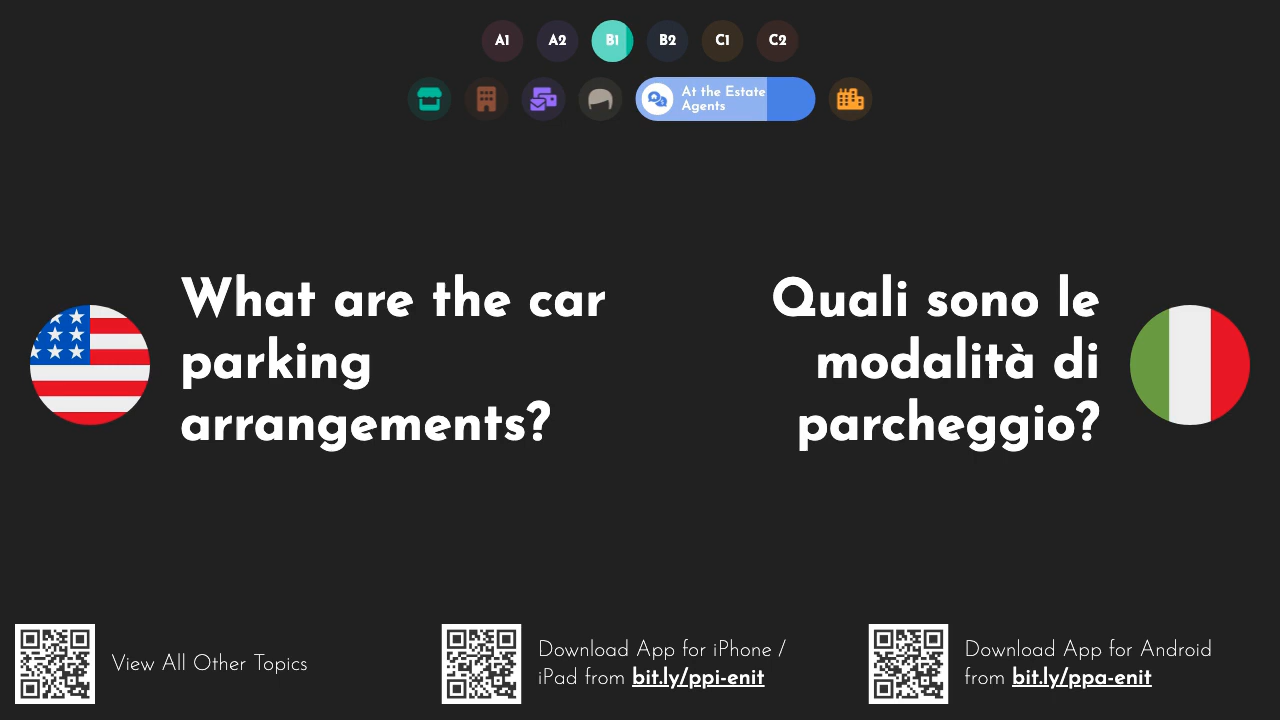 A1 A2 B1 B2 C1 C2
At the Estate
Agents
What are the car
parking
arrangements?
Quali sono le
modalità di
parcheggio?
View All Other Topics
Download App for iPhone /
iPad from bit.ly/ppi-enit
Download App for Android
from bit.ly/ppa-enit